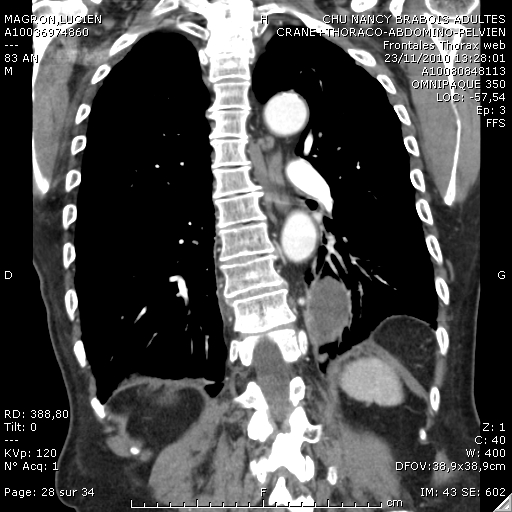 MAGRON,LUCIEN
A10036974860
---
83 AN
M
H
CHU NANCY BRABOIS-ADULTES
CRANE+THORACO-ABDOMINO-PELVIEN
Frontales Thorax web
23/11/2010 13:28:01
A10080848113
OMNIPAQUE 350
LOC: -57,54
Ep: 3
FFS
D
G
RD: 388,80
Tilt: 0
---
KVp: 120
N° Acq: 1
Page: 28 sur 34
F
cm
Z: 1
C: 40
W: 400
DFOV:38,9x38,9cm
IM: 43 SE: 602